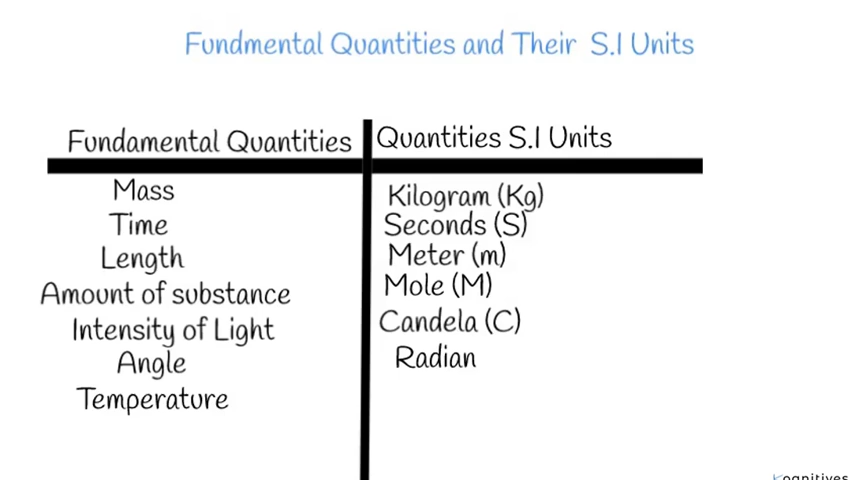 Fundmental Quantities and Their S.I Units
Fundamental Quantities Quantities S.I Units
Mass Kilogram (Kg)
Time Seconds (S)
Length Meter (m)
Amount of substance Mole (M)
Intensity of Light Candela (C)
Angle Radian
Temperature
Kognitives